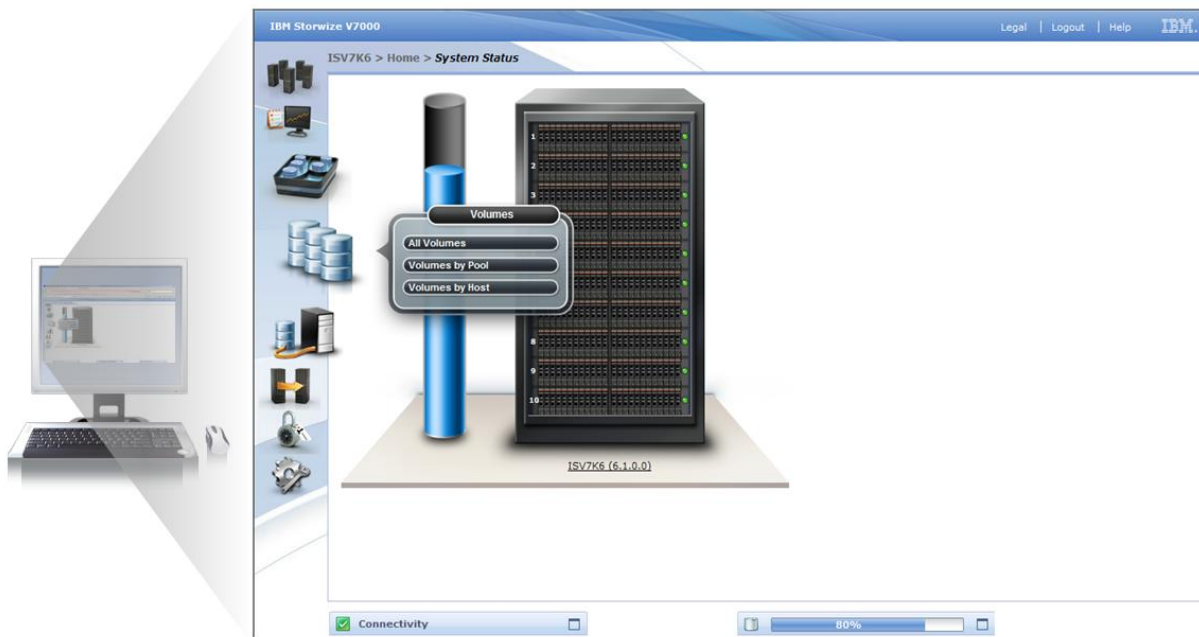 IBM Storwize V7000
Legal | Logout | Help
IBM.
ISV7K6 > Home > System Status
1
2
3
Volumes
All Volumes
Volumes by Pool
Volumes by Host
8
9
10
ISV7K6 (6.1.0.0)
Connectivity
80%